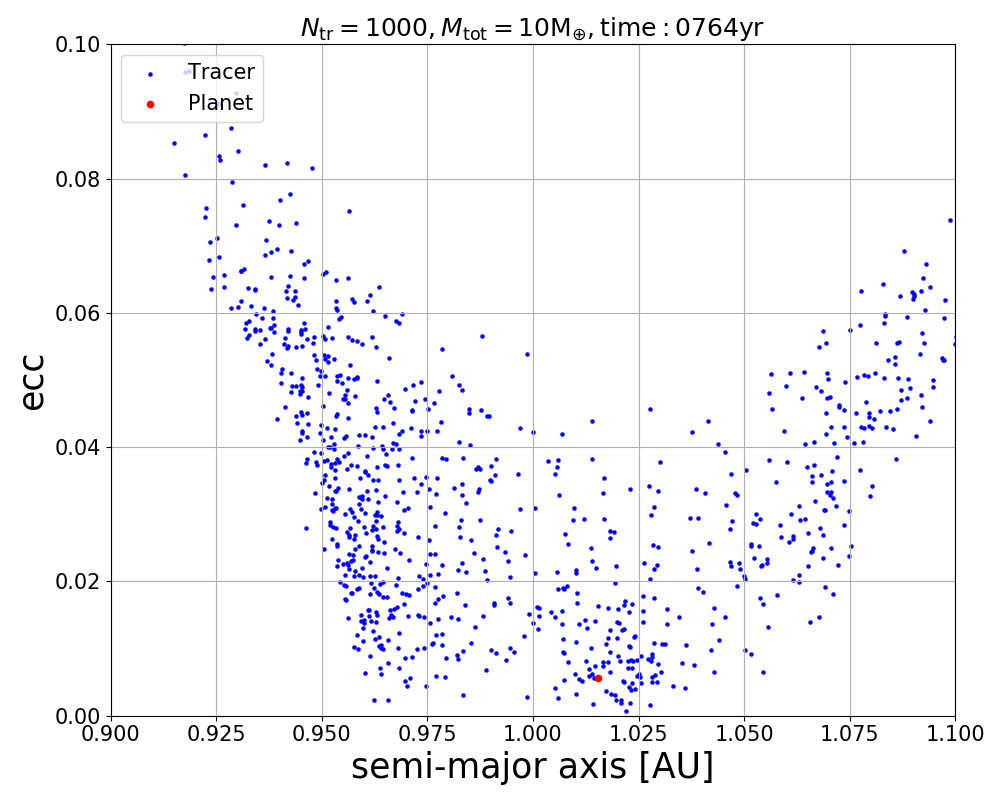 N_tr = 1000, M_tot = 10M_⊕, time : 0764yr
Tracer
Planet
0.10
0.08
0.06
0.04
0.02
0.00
ecc
0.900 0.925 0.950 0.975 1.000 1.025 1.050 1.075 1.100
semi-major axis [AU]